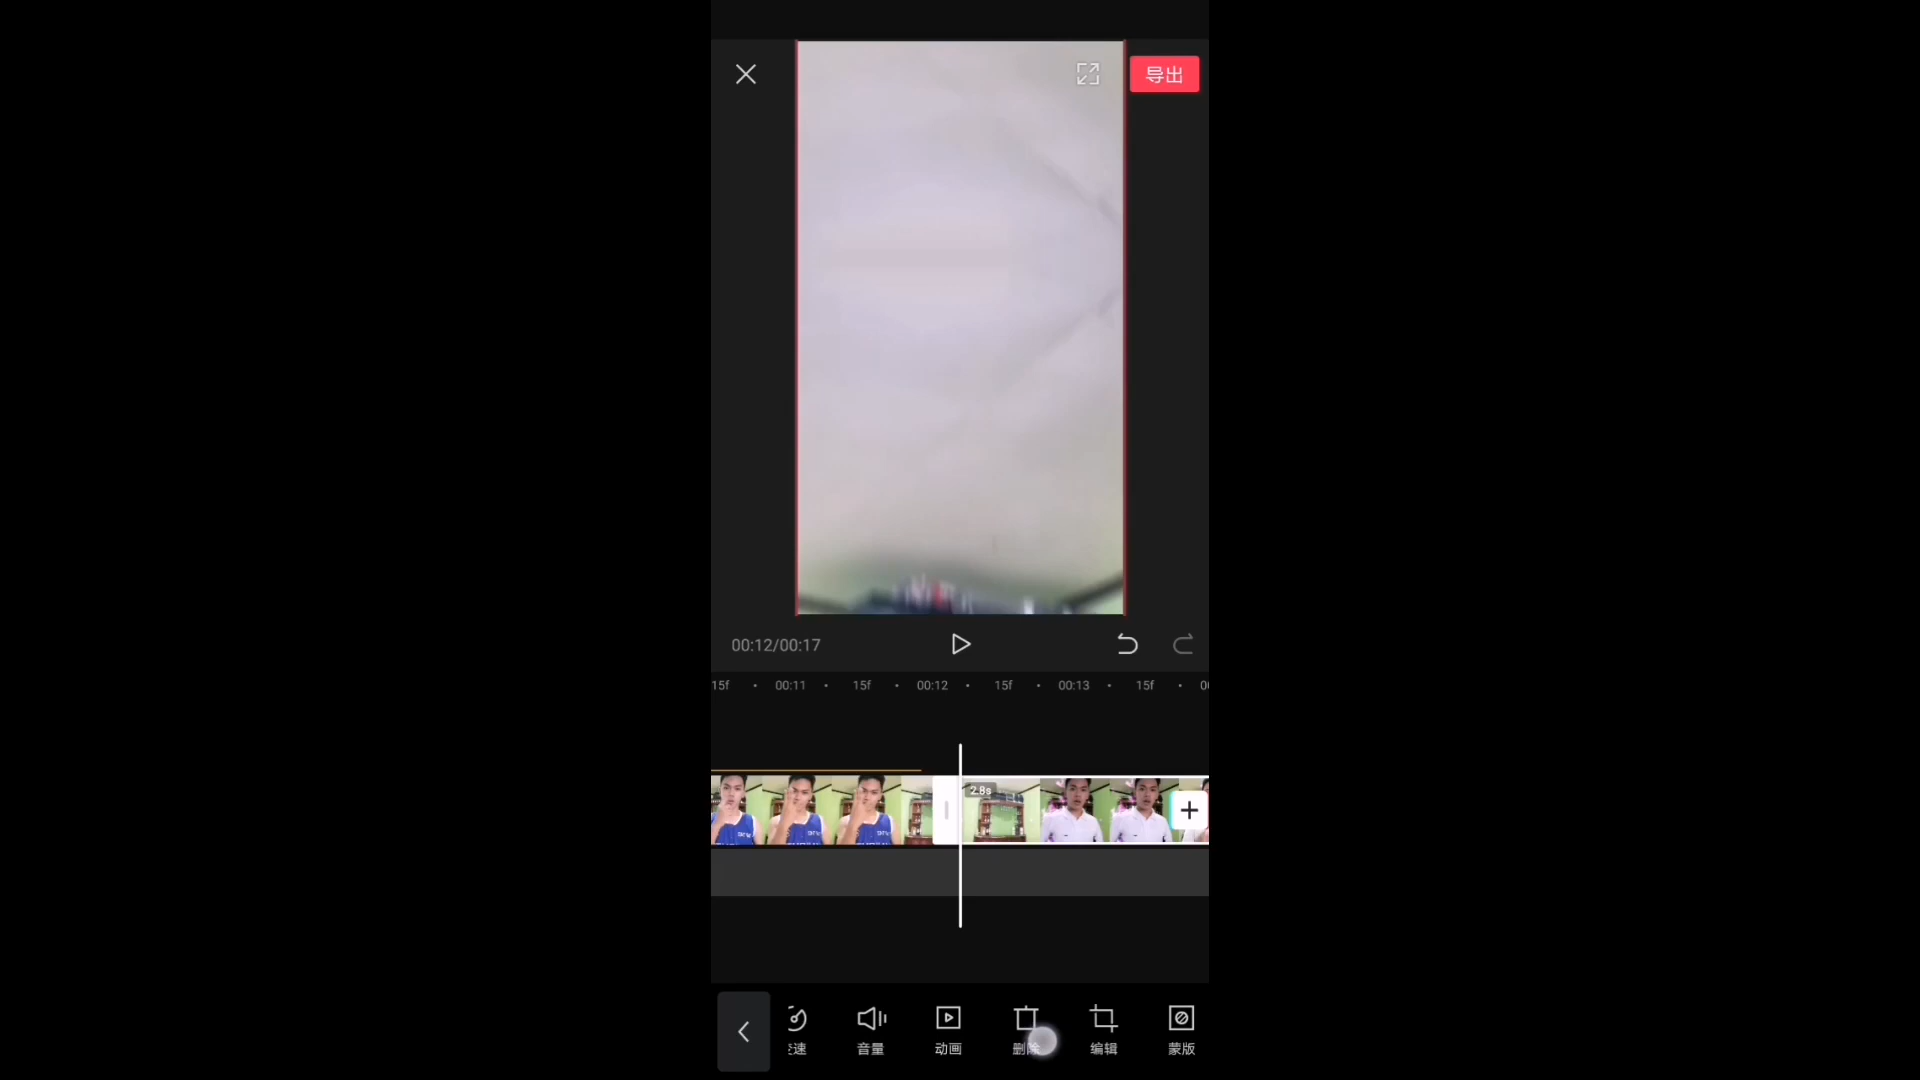 导出
00:12/00:17
15f 00:11 15f 00:12 15f 00:13 15f
2.8s
音量 动画 编辑 蒙版